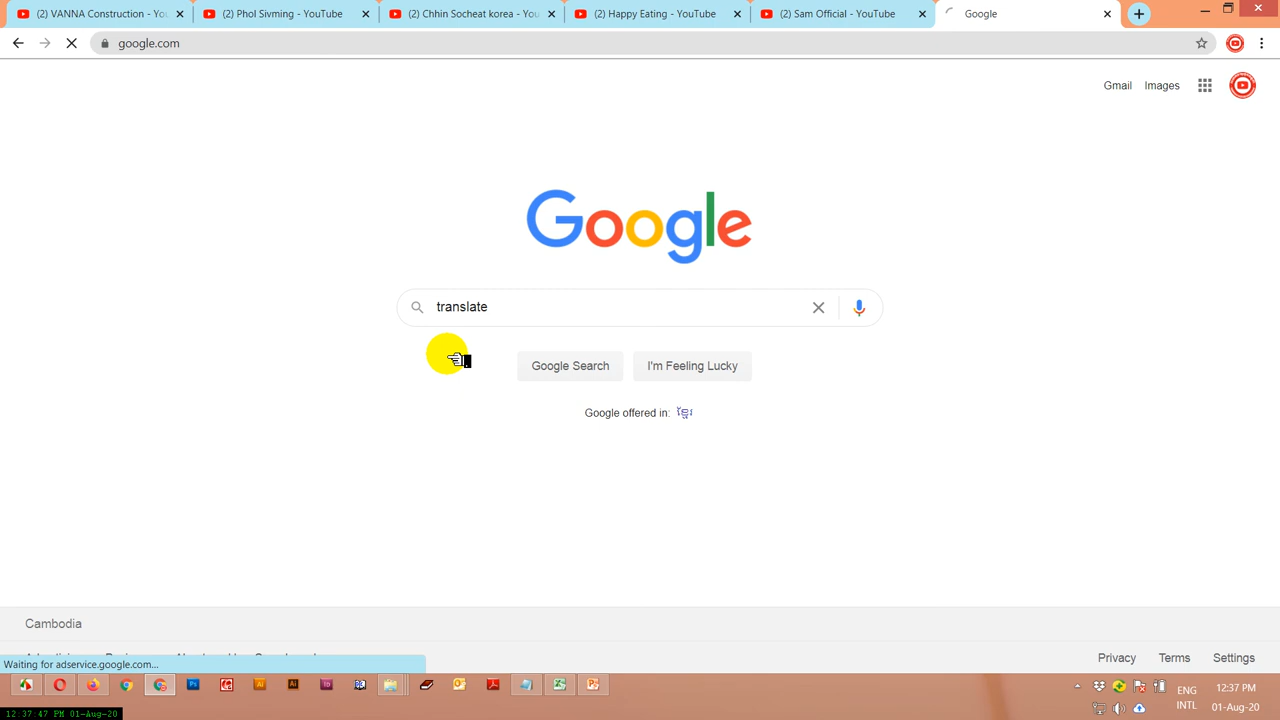 (2) VANNA Construction - You
(2) Phol Sivming - YouTube
(2) Chhin Socheat korea - You
(2) Happy Eating - YouTube
(2) Sam Official - YouTube
Google
google.com
Gmail Images
Google
translate
Google Search I'm Feeling Lucky
Google offered in: ខ្មែរ
Cambodia
Privacy Terms Settings
Waiting for adservice.google.com...
ENG
INTL
12:37 PM
01-Aug-20
12:37:47 PM 01-Aug-20